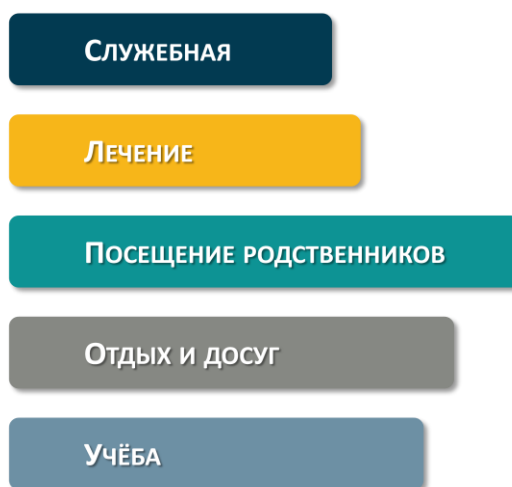 Служебная
Лечение
Посещение родственников
Отдых и досуг
Учёба